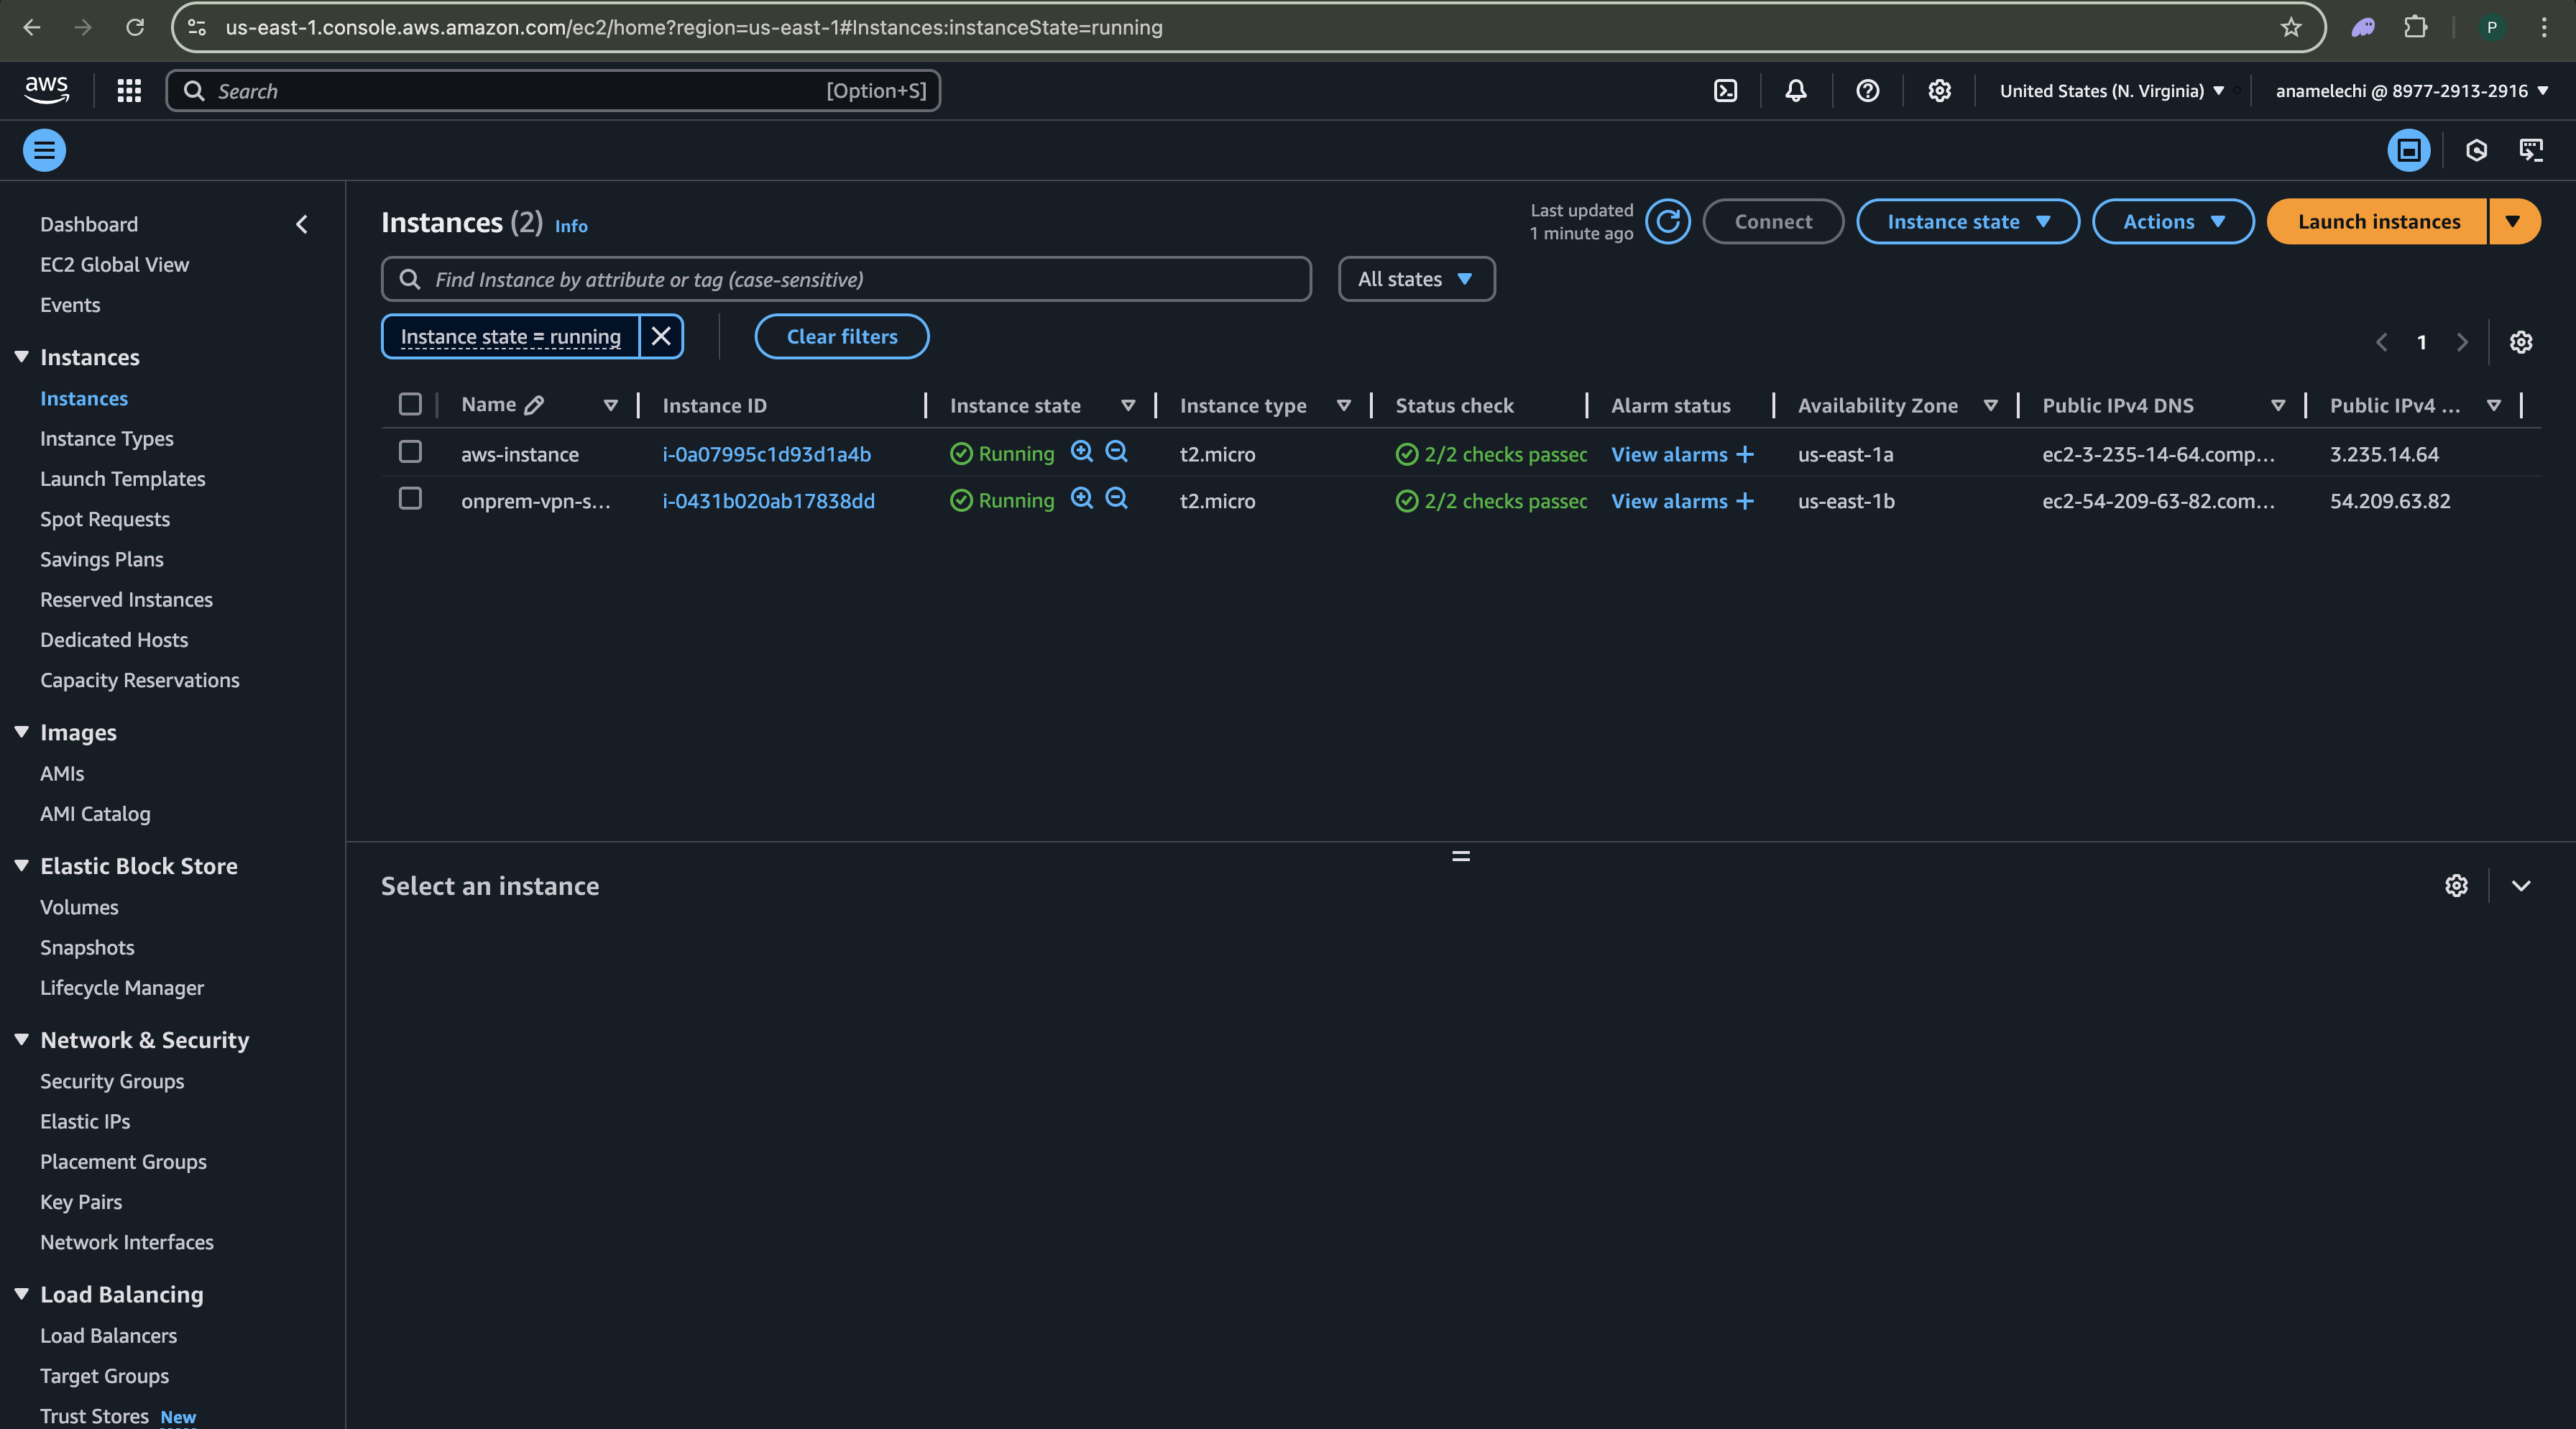 us-east-1.console.aws.amazon.com/ec2/home?region=us-east-1#Instances:instanceState=running
P
aws
Search
[Option+S]
United States (N. Virginia)
anamelechi @ 8977-2913-2916
Dashboard
EC2 Global View
Events
Instances
Instances
Instance Types
Launch Templates
Spot Requests
Savings Plans
Reserved Instances
Dedicated Hosts
Capacity Reservations
Images
AMIs
AMI Catalog
Elastic Block Store
Volumes
Snapshots
Lifecycle Manager
Network & Security
Security Groups
Elastic IPs
Placement Groups
Key Pairs
Network Interfaces
Load Balancing
Load Balancers
Target Groups
Trust Stores New
Instances (2) Info
Last updated
1 minute ago
Connect
Instance state
Actions
Launch instances
Find Instance by attribute or tag (case-sensitive)
All states
Instance state = running
Clear filters
1
Name Instance ID Instance state Instance type Status check Alarm status Availability Zone Public IPv4 DNS Public IPv4 ...
aws-instance i-0a07995c1d93d1a4b Running t2.micro 2/2 checks passec View alarms + us-east-1a ec2-3-235-14-64.comp... 3.235.14.64
onprem-vpn-s... i-0431b020ab17838dd Running t2.micro 2/2 checks passec View alarms + us-east-1b ec2-54-209-63-82.com... 54.209.63.82
Select an instance